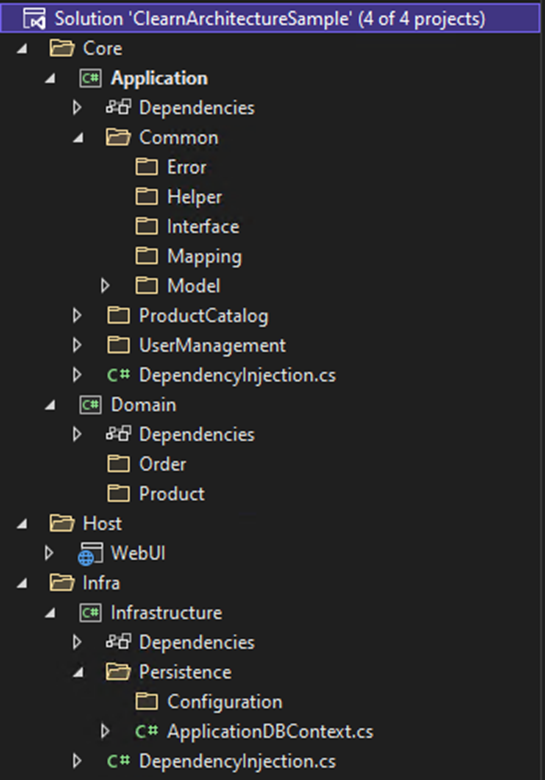 Solution 'ClearnArchitectureSample' (4 of 4 projects)
Core
C# Application
Dependencies
Common
Error
Helper
Interface
Mapping
Model
ProductCatalog
UserManagement
C# DependencyInjection.cs
C# Domain
Dependencies
Order
Product
Host
WebUI
Infra
C# Infrastructure
Dependencies
Persistence
Configuration
C# ApplicationDBContext.cs
C# DependencyInjection.cs